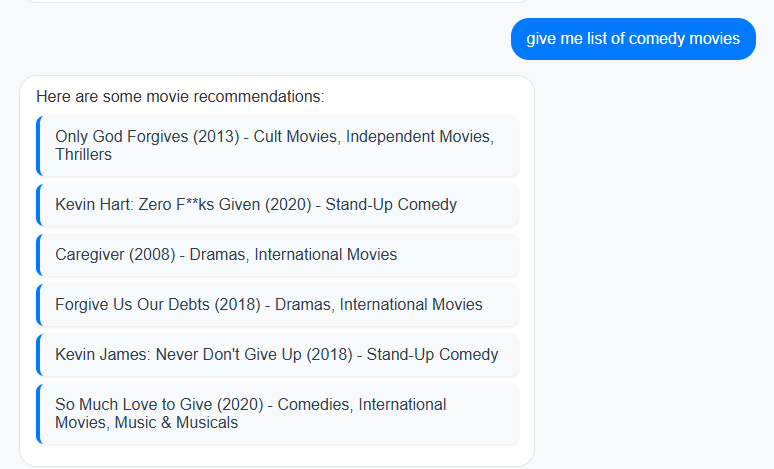 give me list of comedy movies
Here are some movie recommendations:
Only God Forgives (2013) - Cult Movies, Independent Movies,
Thrillers
Kevin Hart: Zero F**ks Given (2020) - Stand-Up Comedy
Caregiver (2008) - Dramas, International Movies
Forgive Us Our Debts (2018) - Dramas, International Movies
Kevin James: Never Don't Give Up (2018) - Stand-Up Comedy
So Much Love to Give (2020) - Comedies, International
Movies, Music & Musicals